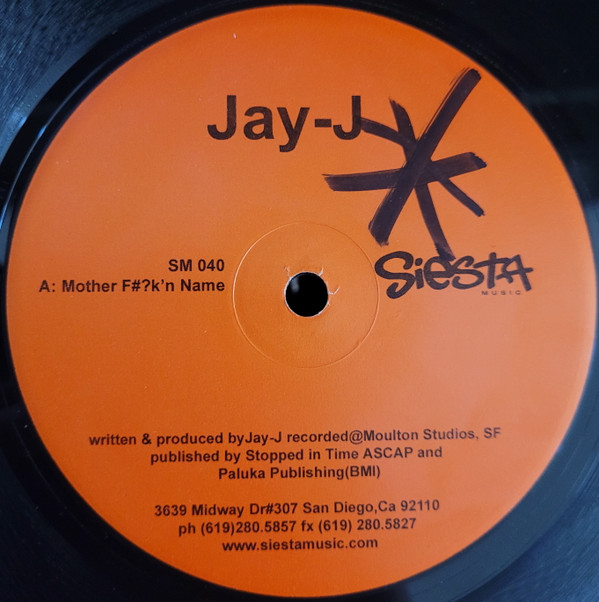 Jay-J
SiESTA
MUSIC
SM 040
A: Mother F#?k'n Name
written & produced byJay-J recorded@Moulton Studios, SF
published by Stopped in Time ASCAP and
Paluka Publishing(BMI)
3639 Midway Dr#307 San Diego,Ca 92110
ph (619)280.5857 fx (619) 280.5827
www.siestamusic.com